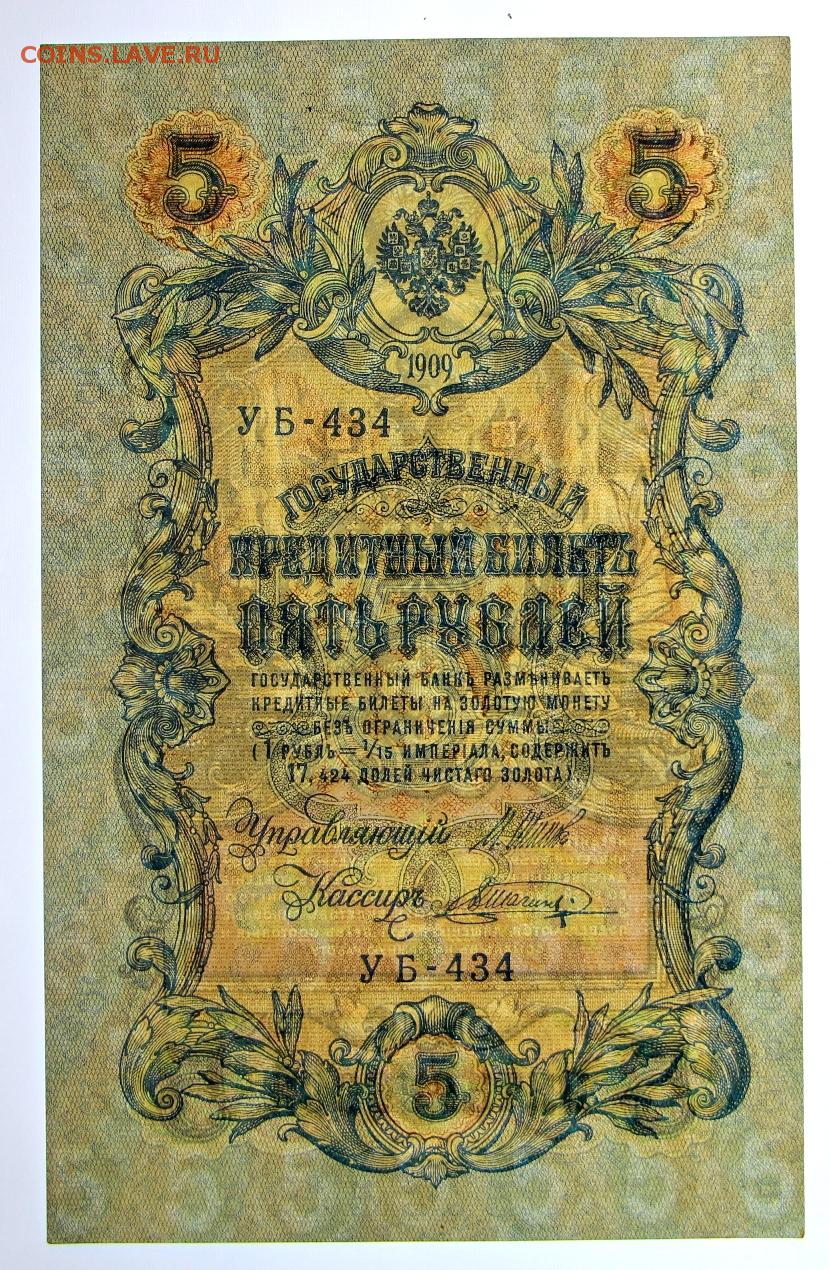 COINS.LAVE.RU
5 5
1909
УБ-434
ГОСУДАРСТВЕННЫЙ
КРЕДИТНЫЙ БИЛЕТЪ
ПЯТЬ РУБЛЕЙ
ГОСУДАРСТВЕННЫЙ БАНКЪ РАЗМѢНИВАЕТЪ
КРЕДИТНЫЕ БИЛЕТЫ НА ЗОЛОТУЮ МОНЕТУ
БЕЗЪ ОГРАНИЧЕНІЯ СУММЫ
(1 РУБЛЬ = 1/15 ИМПЕРІАЛА, СОДЕРЖИТЪ
17,424 ДОЛЕЙ ЧИСТАГО ЗОЛОТА).
Управляющій
Кассиръ
УБ-434
5